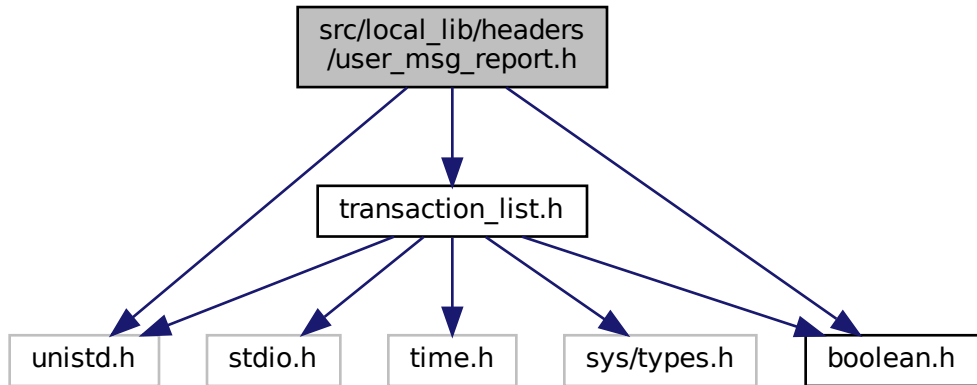 src/local_lib/headers
/user_msg_report.h
transaction_list.h
unistd.h
stdio.h
time.h
sys/types.h
boolean.h